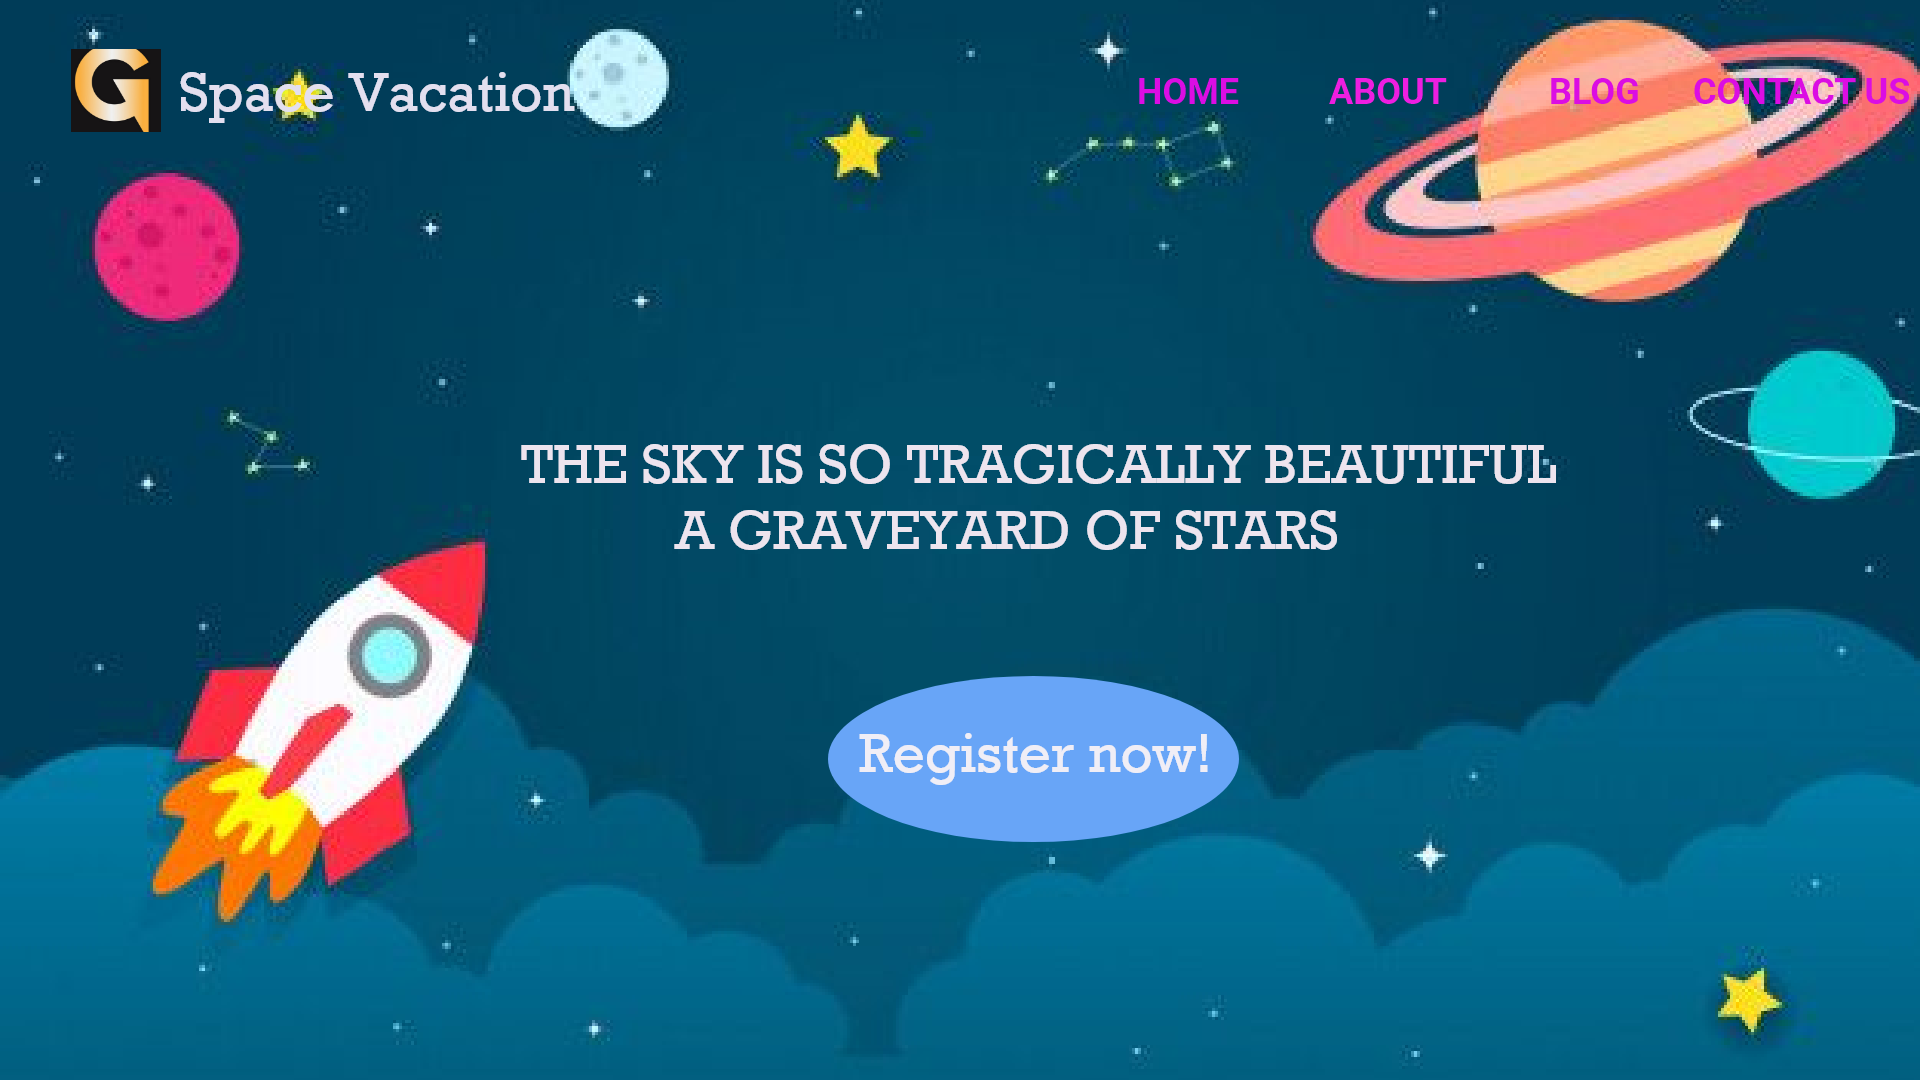 G Space Vacation
HOME ABOUT BLOG CONTACT US
THE SKY IS SO TRAGICALLY BEAUTIFUL
A GRAVEYARD OF STARS
Register now!